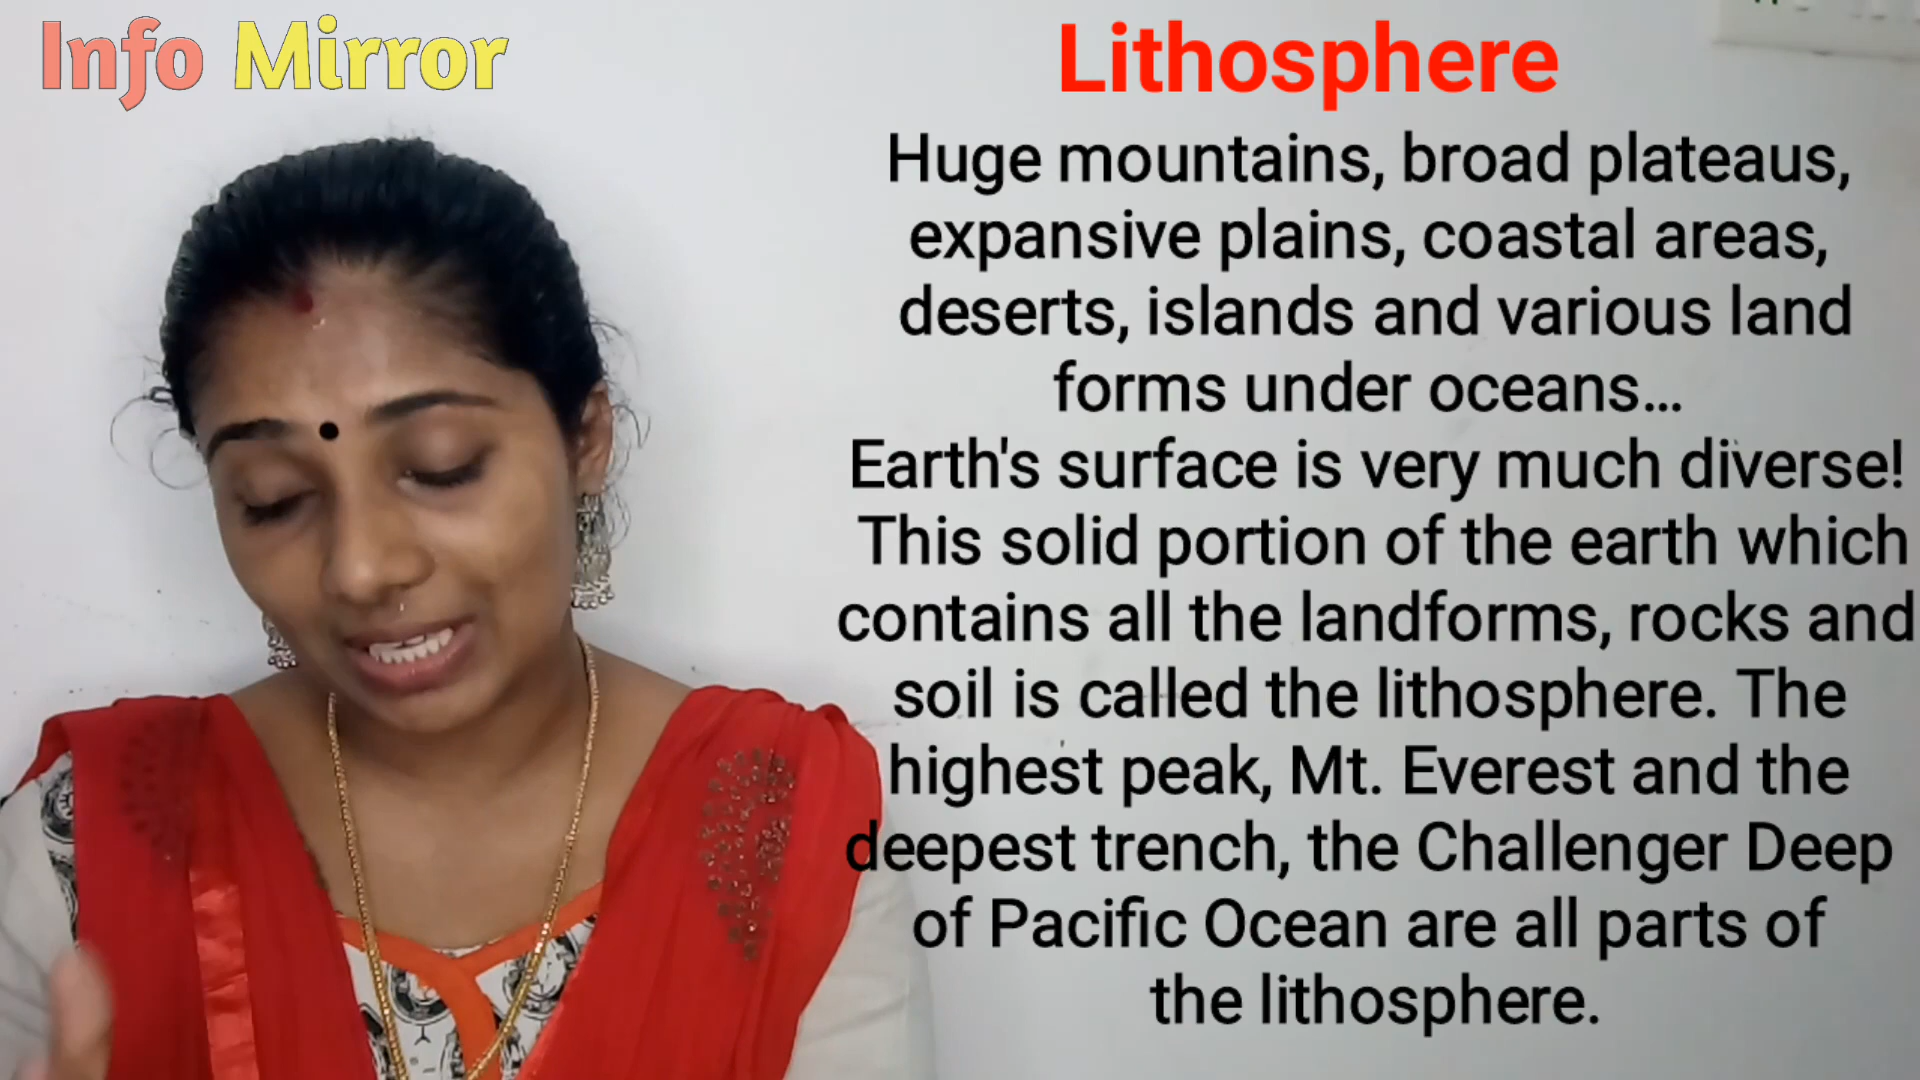 Info Mirror
Lithosphere
Huge mountains, broad plateaus,
expansive plains, coastal areas,
deserts, islands and various land
forms under oceans...
Earth's surface is very much diverse!
This solid portion of the earth which
contains all the landforms, rocks and
soil is called the lithosphere. The
highest peak, Mt. Everest and the
deepest trench, the Challenger Deep
of Pacific Ocean are all parts of
the lithosphere.